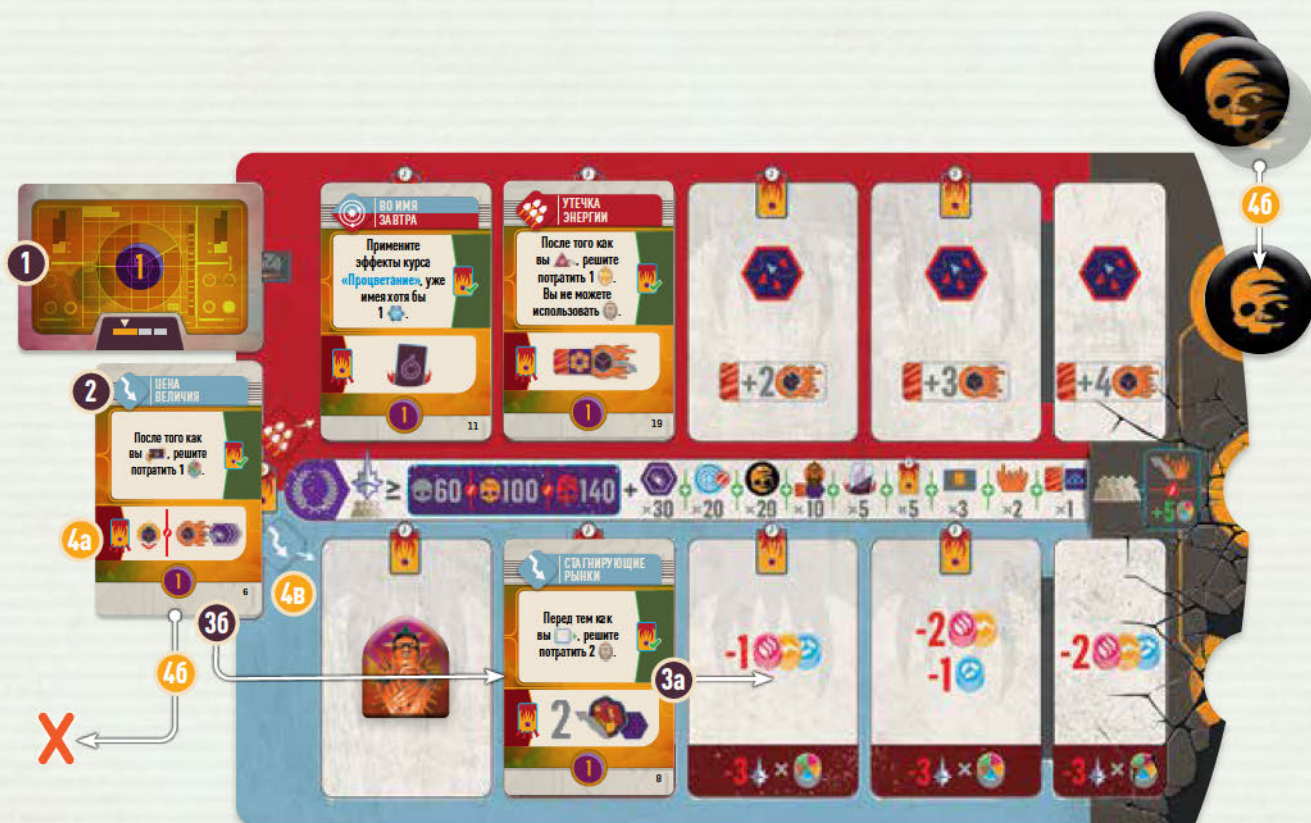 4б
1
1
ВО ИМЯ
ЗАВТРА
Примените
эффекты курса
«Процветание», уже
имея хотя бы
1 .
1
11
УТЕЧКА
ЭНЕРГИИ
После того как
вы , решите
потратить 1 .
Вы не можете
использовать .
1
19
+2
+3
+4
2
ЦЕНА
ВЕЛИЧИЯ
После того как
вы , решите
потратить 1 .
4а
1
6
≥ 60 100 140 +
×30 ×20 ×20 ×10 ×5 ×5 ×3 ×2 ×1
+5
4в
3б
4б
X
СТАГНИРУЮЩИЕ
РЫНКИ
Перед тем как
вы , решите
потратить 2 .
2
1
8
3а
-1
-3 ×
-2
-1
-3 ×
-2
-3 ×